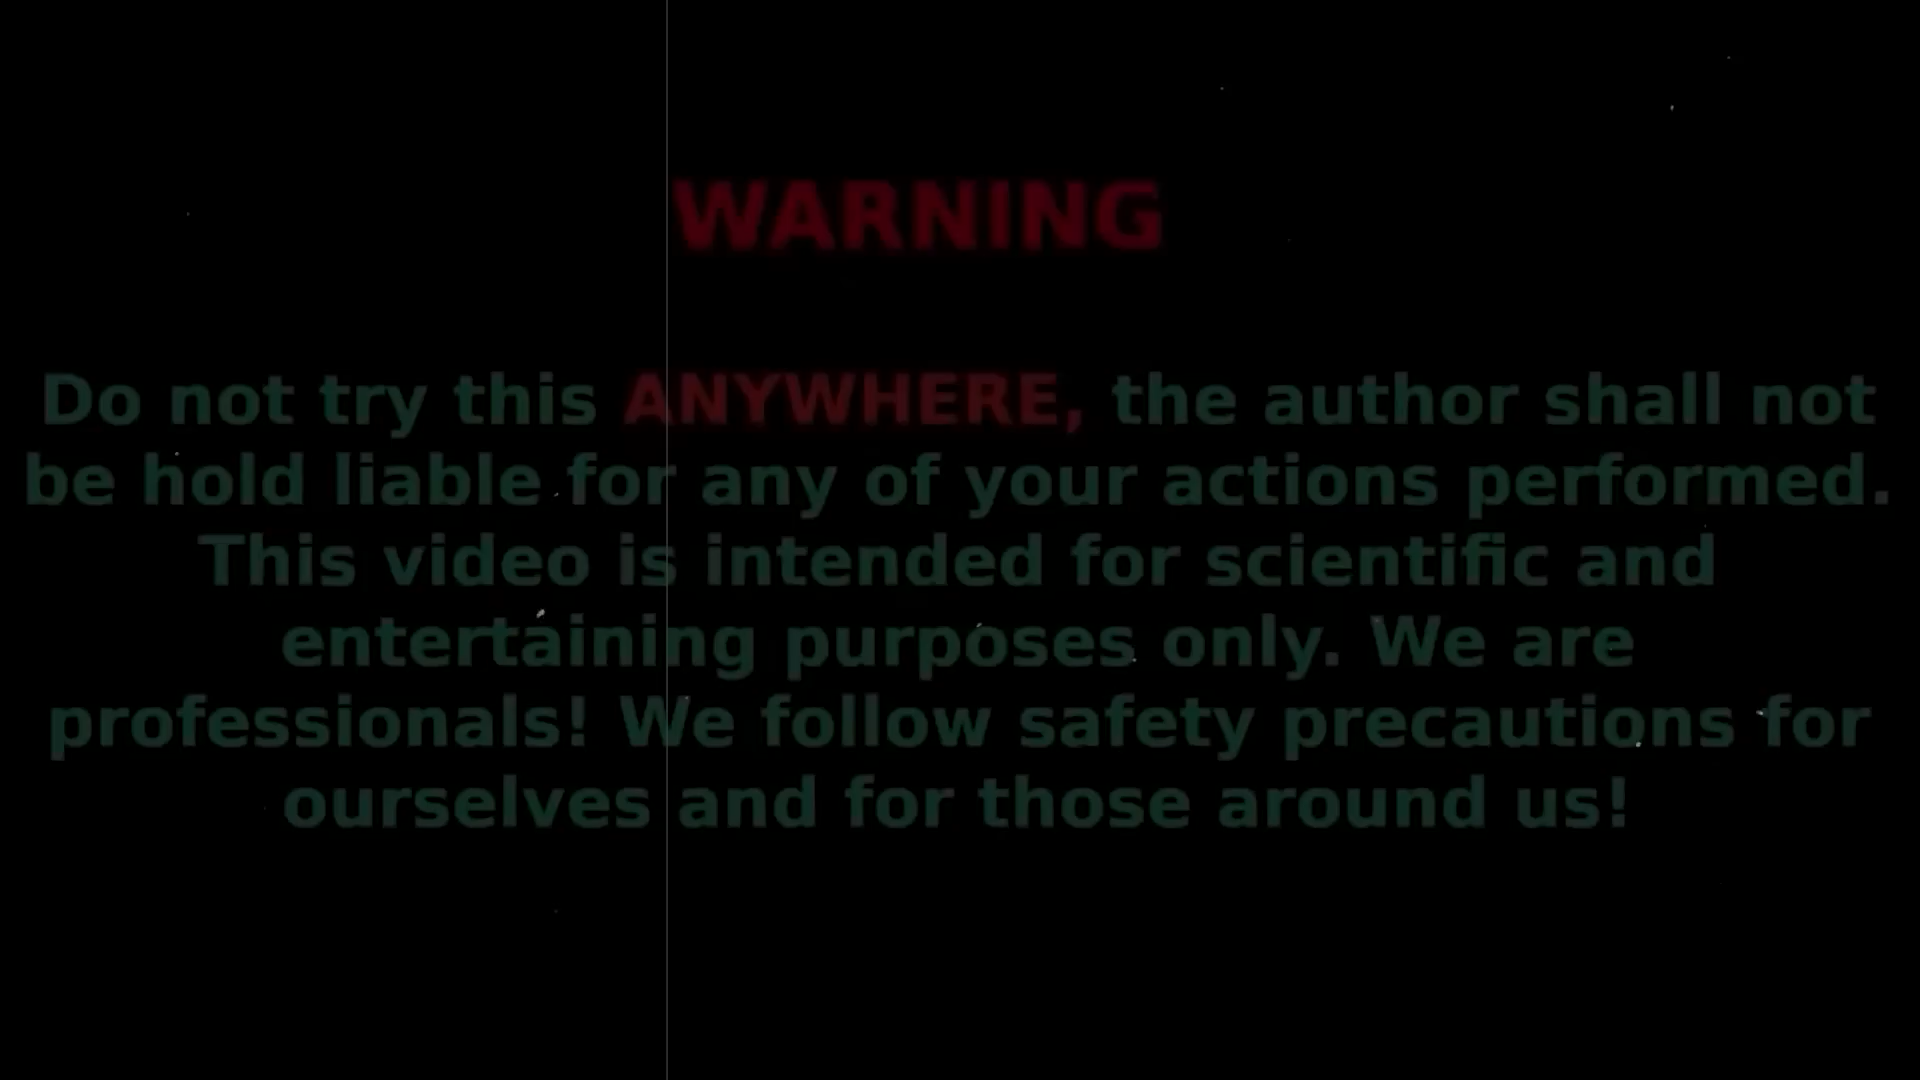 WARNING
Do not try this ANYWHERE, the author shall not
be hold liable for any of your actions performed.
This video is intended for scientific and
entertaining purposes only. We are
professionals! We follow safety precautions for
ourselves and for those around us!